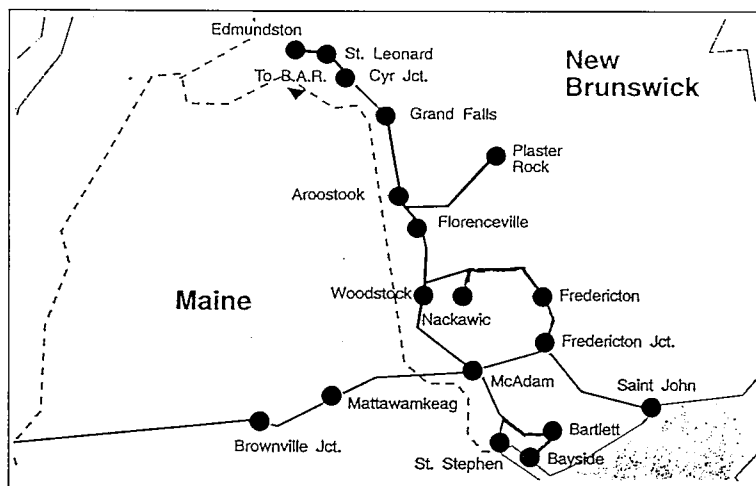 Edmundston
St. Leonard
New
Brunswick
To B.A.R.
Cyr Jct.
Grand Falls
Plaster
Rock
Aroostook
Florenceville
Maine
Woodstock
Nackawic
Fredericton
Fredericton Jct.
McAdam
Saint John
Mattawamkeag
Bartlett
Brownville Jct.
St. Stephen
Bayside